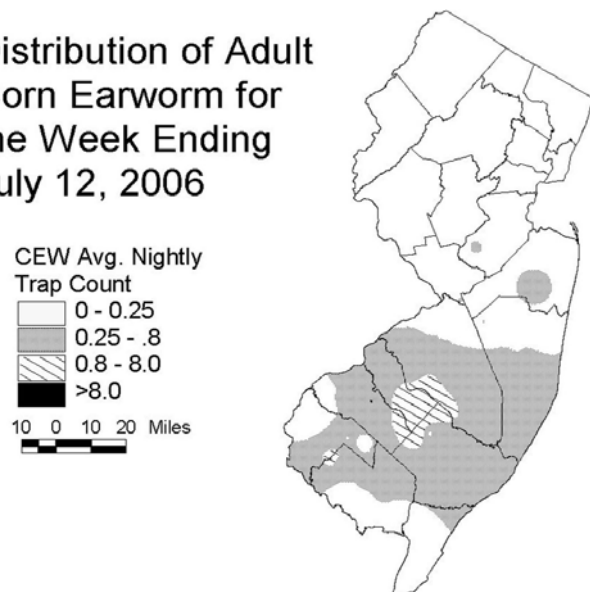 istribution of Adult
orn Earworm for
e Week Ending
uly 12, 2006
CEW Avg. Nightly
Trap Count
0 - 0.25
0.25 - .8
0.8 - 8.0
>8.0
10 0 10 20 Miles